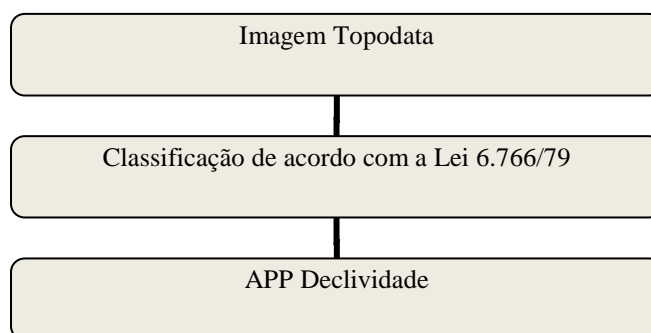 Imagem Topodata
Classificação de acordo com a Lei 6.766/79
APP Declividade